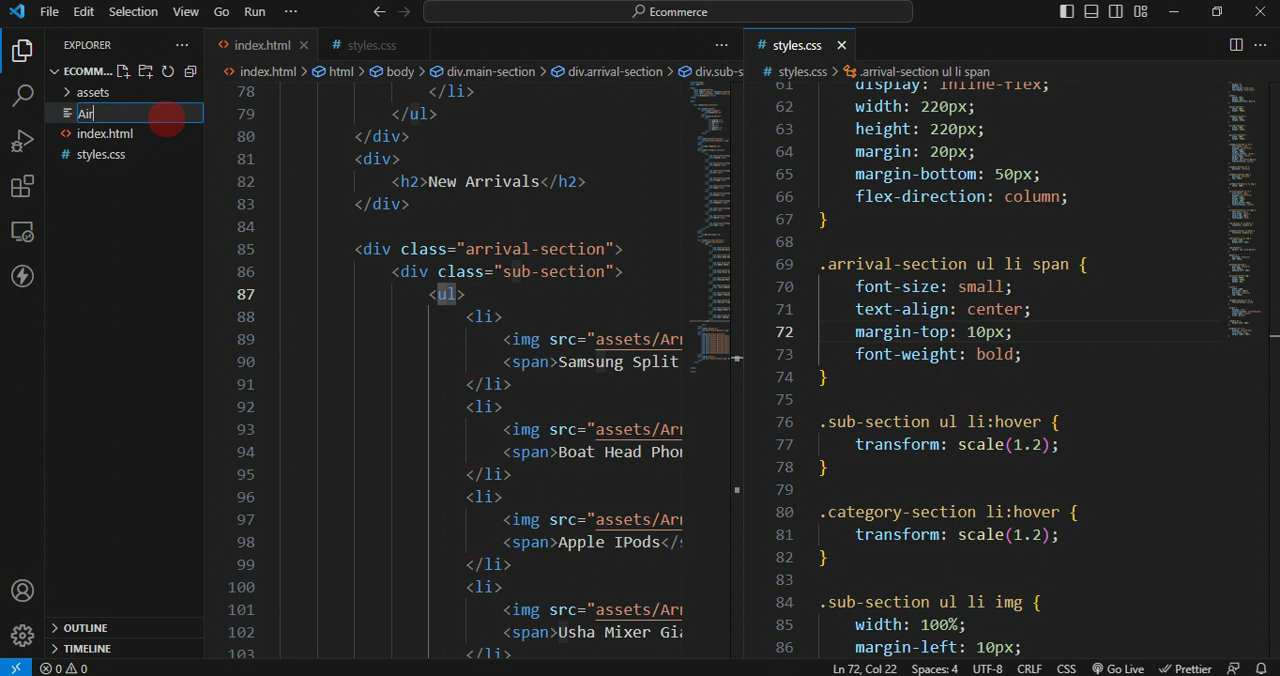 File Edit Selection View Go Run ··· Ecommerce
EXPLORER ···
ECOMM...
assets
Air
index.html
styles.css
OUTLINE
TIMELINE
index.html styles.css ···
index.html > html > body > div.main-section > div.arrival-section > div.sub-s
78 </li>
79 </ul>
80 </div>
81 <div>
82 <h2>New Arrivals</h2>
83 </div>
84
85 <div class="arrival-section">
86 <div class="sub-section">
87 <ul>
88 <li>
89 <img src="assets/Arr
90 <span>Samsung Split
91 </li>
92 <li>
93 <img src="assets/Arr
94 <span>Boat Head Phon
95 </li>
96 <li>
97 <img src="assets/Arr
98 <span>Apple IPods</s
99 </li>
100 <li>
101 <img src="assets/Arr
102 <span>Usha Mixer Gia
103 </li>
# styles.css ···
# styles.css > .arrival-section ul li span
61 display: inline-flex;
62 width: 220px;
63 height: 220px;
64 margin: 20px;
65 margin-bottom: 50px;
66 flex-direction: column;
67 }
68
69 .arrival-section ul li span {
70 font-size: small;
71 text-align: center;
72 margin-top: 10px;
73 font-weight: bold;
74 }
75
76 .sub-section ul li:hover {
77 transform: scale(1.2);
78 }
79
80 .category-section li:hover {
81 transform: scale(1.2);
82 }
83
84 .sub-section ul li img {
85 width: 100%;
86 margin-left: 10px;
0 0 Ln 72, Col 22 Spaces: 4 UTF-8 CRLF CSS Go Live Prettier